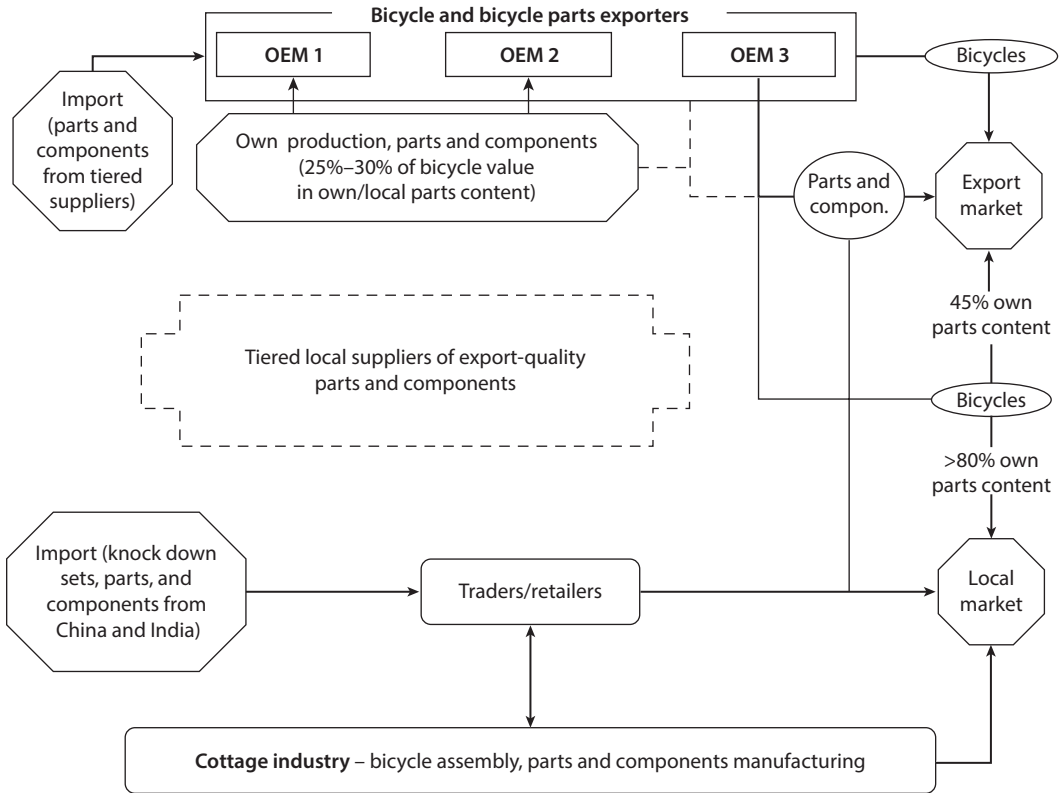 Bicycle and bicycle parts exporters
OEM 1
OEM 2
OEM 3
Bicycles
Import
(parts and
components
from tiered
suppliers)
Own production, parts and components
(25%–30% of bicycle value
in own/local parts content)
Parts and
compon.
Export
market
45% own
parts content
Tiered local suppliers of export-quality
parts and components
Bicycles
>80% own
parts content
Import (knock down
sets, parts, and
components from
China and India)
Traders/retailers
Local
market
Cottage industry – bicycle assembly, parts and components manufacturing